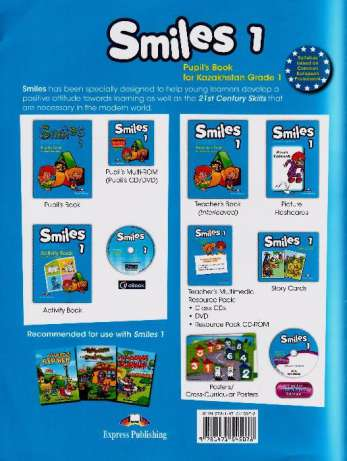 Smiles 1
Pupil's Book
for Kazakhstan Grade 1
Syllabus
based on
Common
European
Framework
Smiles has been specially designed to help young learners develop a
positive attitude towards learning as well as the 21st Century Skills that
are necessary in the modern world.
Smiles
1
Smiles
1
Pupil's Multi-ROM
(Pupil's CD/DVD)
Pupil's Book
Smiles
1
Smiles
1
Teacher's Book
(interleaved)
Picture
Flashcards
Smiles
1
Activity Book
eBook
Activity Book
Smiles 1
Smiles 1
Teacher's Multimedia
Resource Pack:
• Class CDs
• DVD
• Resource Pack CD-ROM
Story Cards
Recommended for use with Smiles 1
Posters/
Cross-Curricular Posters
Express Publishing